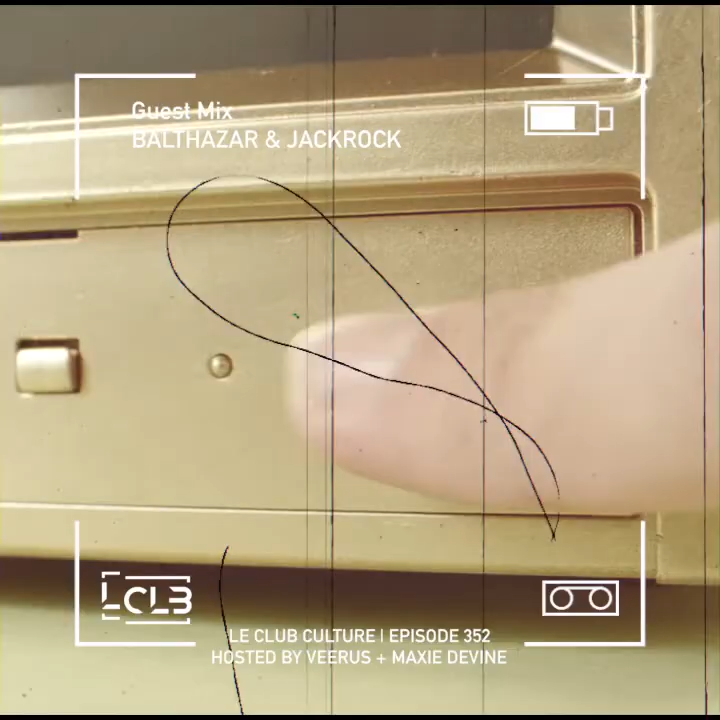 Guest Mix
BALTHAZAR & JACKROCK
LCLB
LE CLUB CULTURE | EPISODE 352
HOSTED BY VEERUS + MAXIE DEVINE